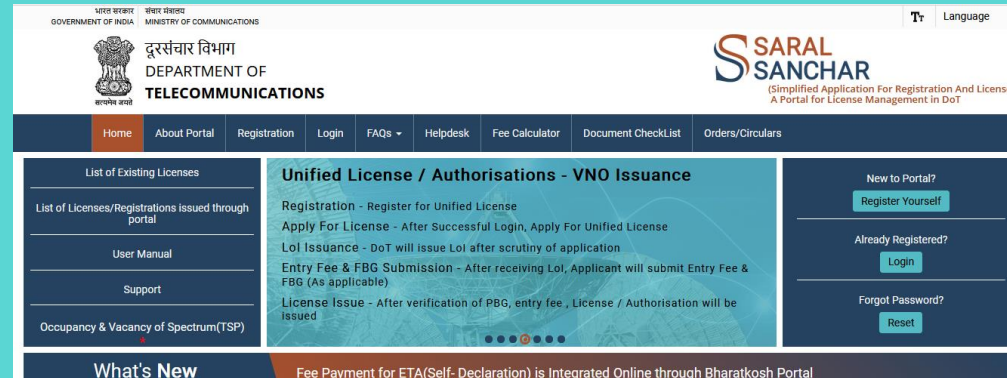 भारत सरकार
GOVERNMENT OF INDIA
संचार मंत्रालय
MINISTRY OF COMMUNICATIONS
TT Language
सत्यमेव जयते
दूरसंचार विभाग
DEPARTMENT OF
TELECOMMUNICATIONS
SARAL
SANCHAR
(Simplified Application For Registration And License
A Portal for License Management in DoT
Home About Portal Registration Login FAQs Helpdesk Fee Calculator Document CheckList Orders/Circulars
List of Existing Licenses
List of Licenses/Registrations issued through
portal
User Manual
Support
Occupancy & Vacancy of Spectrum(TSP)
Unified License / Authorisations - VNO Issuance
Registration - Register for Unified License
Apply For License - After Successful Login, Apply For Unified License
LoI Issuance - DoT will issue LoI after scrutiny of application
Entry Fee & FBG Submission - After receiving LoI, Applicant will submit Entry Fee &
FBG (As applicable)
License Issue - After verification of PBG, entry fee , License / Authorisation will be
issued
New to Portal?
Register Yourself
Already Registered?
Login
Forgot Password?
Reset
What's New
Fee Payment for ETA(Self- Declaration) is Integrated Online through Bharatkosh Portal